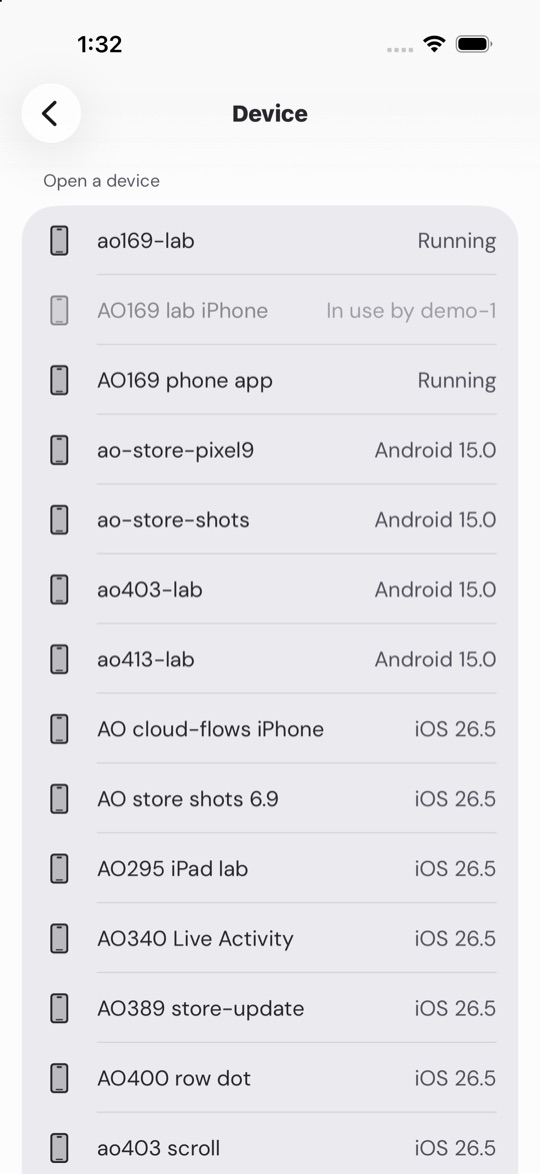 1:32
Device
Open a device
ao169-lab Running
AO169 lab iPhone In use by demo-1
AO169 phone app Running
ao-store-pixel9 Android 15.0
ao-store-shots Android 15.0
ao403-lab Android 15.0
ao413-lab Android 15.0
AO cloud-flows iPhone iOS 26.5
AO store shots 6.9 iOS 26.5
AO295 iPad lab iOS 26.5
AO340 Live Activity iOS 26.5
AO389 store-update iOS 26.5
AO400 row dot iOS 26.5
ao403 scroll iOS 26.5